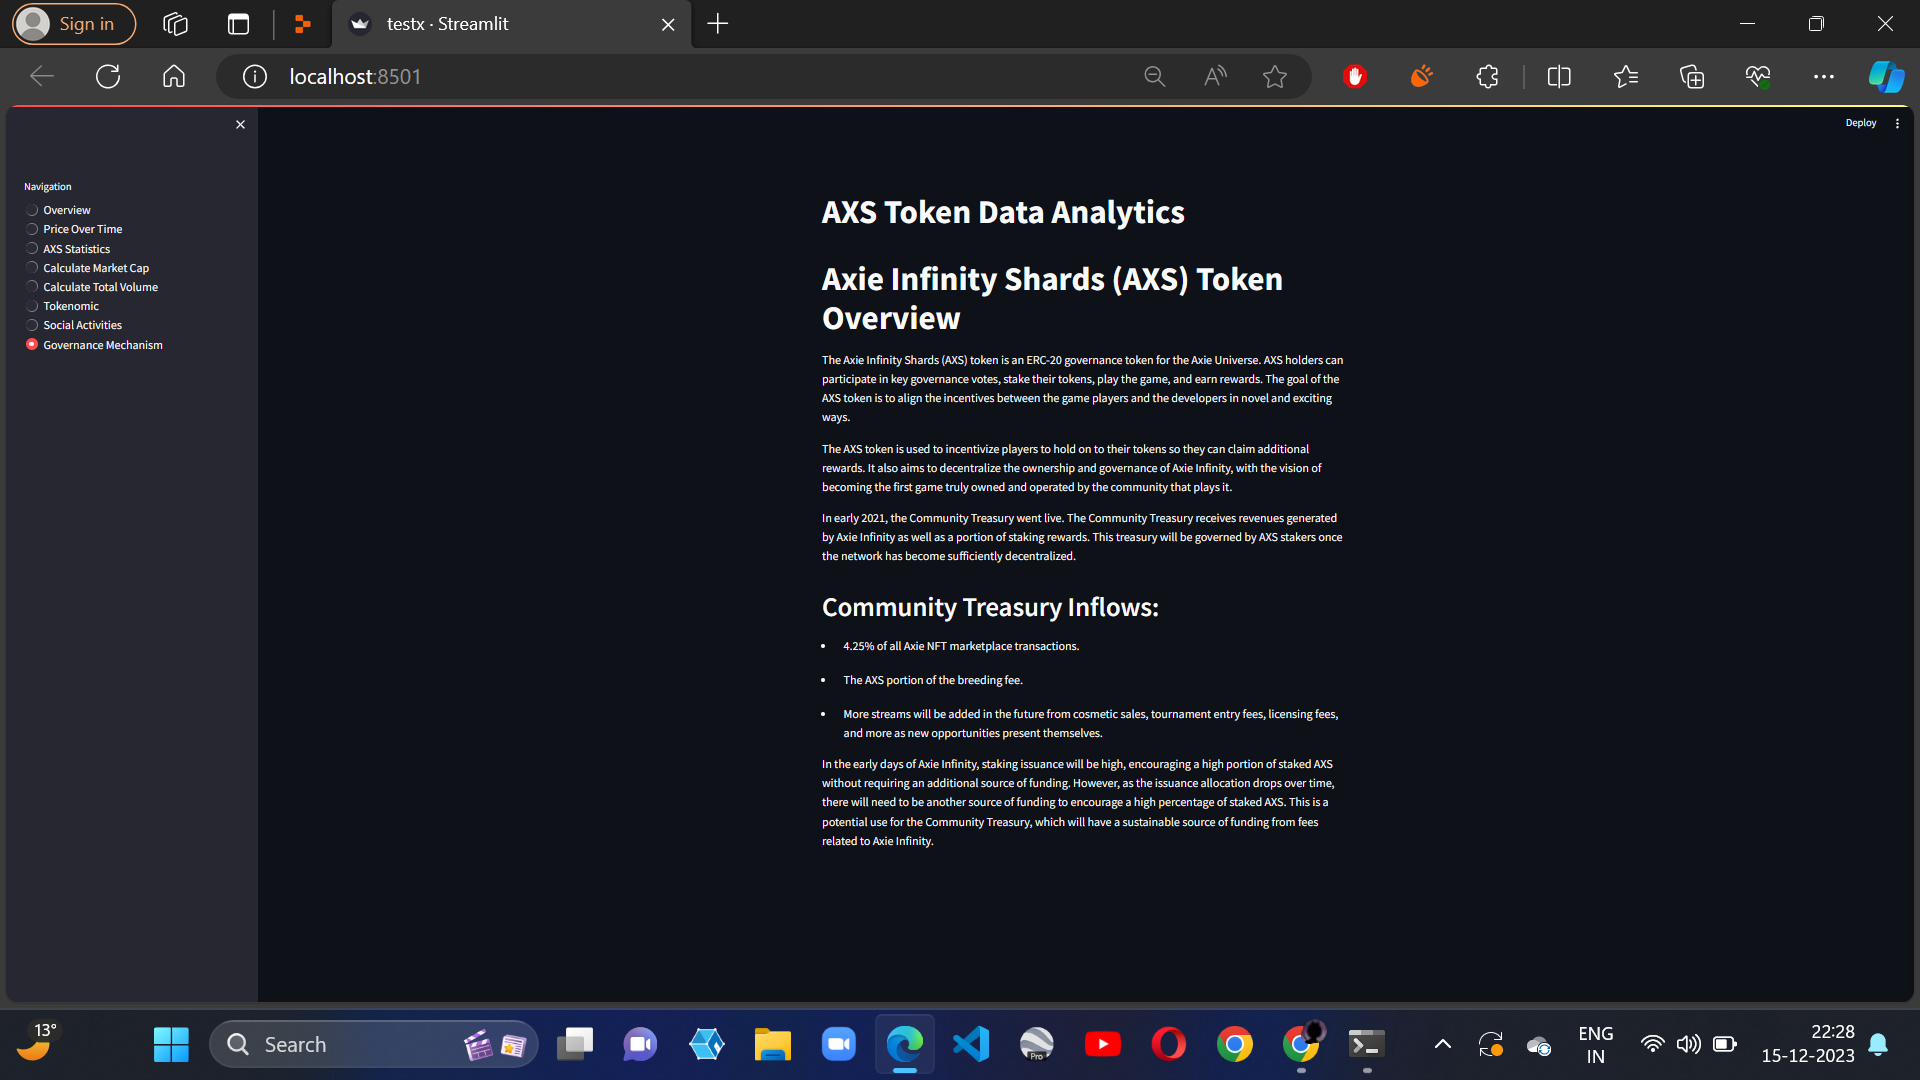 Sign in
testx · Streamlit
localhost:8501
Deploy
Navigation
Overview
Price Over Time
AXS Statistics
Calculate Market Cap
Calculate Total Volume
Tokenomic
Social Activities
Governance Mechanism
AXS Token Data Analytics
Axie Infinity Shards (AXS) Token
Overview
The Axie Infinity Shards (AXS) token is an ERC-20 governance token for the Axie Universe. AXS holders can
participate in key governance votes, stake their tokens, play the game, and earn rewards. The goal of the
AXS token is to align the incentives between the game players and the developers in novel and exciting
ways.
The AXS token is used to incentivize players to hold on to their tokens so they can claim additional
rewards. It also aims to decentralize the ownership and governance of Axie Infinity, with the vision of
becoming the first game truly owned and operated by the community that plays it.
In early 2021, the Community Treasury went live. The Community Treasury receives revenues generated
by Axie Infinity as well as a portion of staking rewards. This treasury will be governed by AXS stakers once
the network has become sufficiently decentralized.
Community Treasury Inflows:
• 4.25% of all Axie NFT marketplace transactions.
• The AXS portion of the breeding fee.
• More streams will be added in the future from cosmetic sales, tournament entry fees, licensing fees,
and more as new opportunities present themselves.
In the early days of Axie Infinity, staking issuance will be high, encouraging a high portion of staked AXS
without requiring an additional source of funding. However, as the issuance allocation drops over time,
there will need to be another source of funding to encourage a high percentage of staked AXS. This is a
potential use for the Community Treasury, which will have a sustainable source of funding from fees
related to Axie Infinity.
13°
Search
Pro
ENG
IN
22:28
15-12-2023